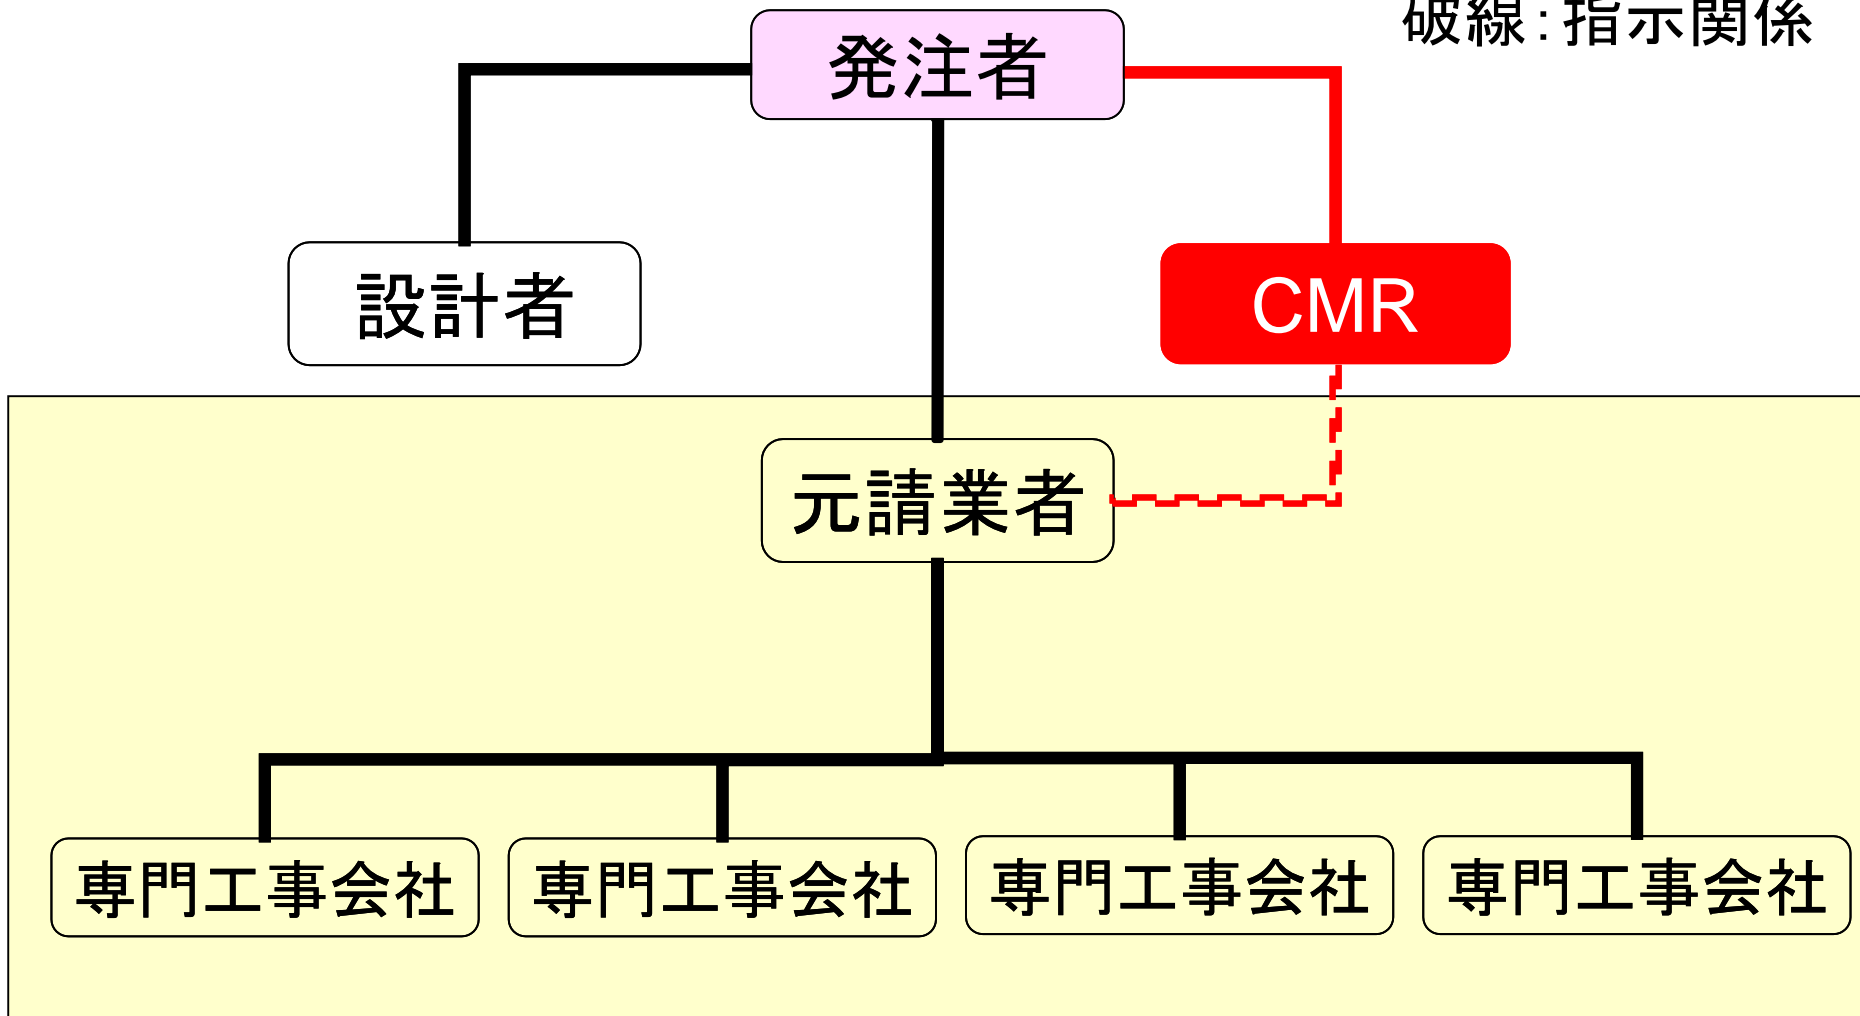 破線：指示関係
発注者
設計者
CMR
元請業者
専門工事会社
専門工事会社
専門工事会社
専門工事会社